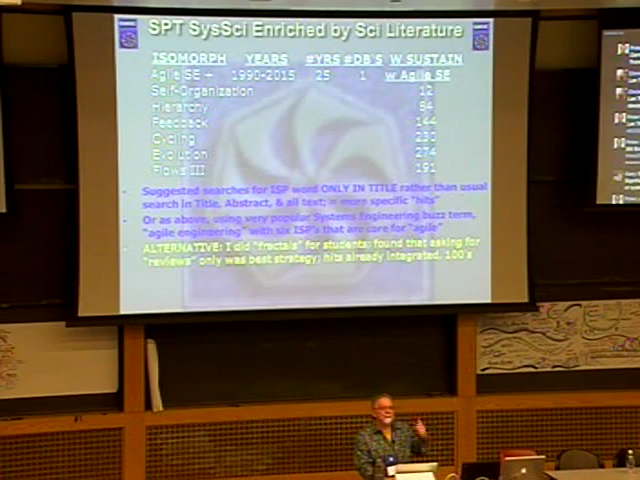 SPT SysSci Enriched by Sci Literature
ISOMORPH YEARS #YRS #DB'S W SUSTAIN
Agile SE + 1990-2015 25 1 w Agile SE
Self-Organization 12
Hierarchy 84
Feedback 144
Cycling 230
Evolution 274
Flows III 191
- Suggested searches for ISP word ONLY IN TITLE rather than usual
search in Title, Abstract, & all text; = more specific "hits"
- Or as above, using very popular Systems Engineering buzz term,
"agile engineering" with six ISP's that are core for "agile"
- ALTERNATIVE: I did "fractals" for students; found that asking for
"reviews" only was best strategy; hits already integrated, 100's